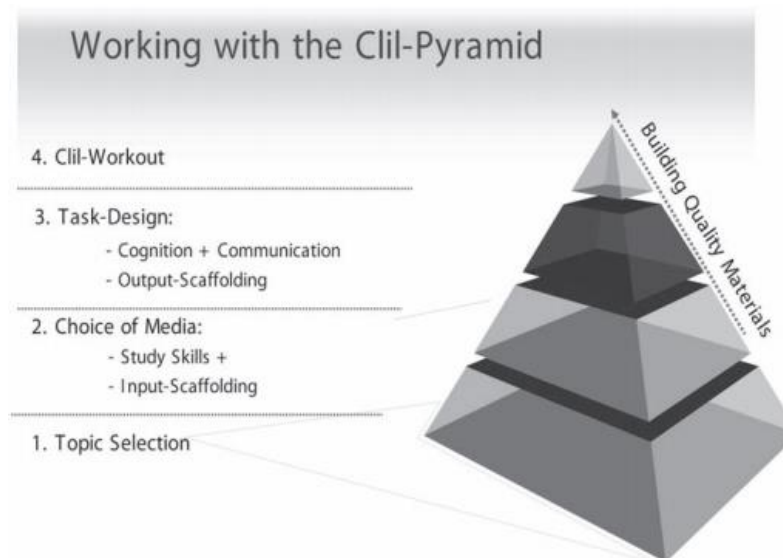 Working with the Clil-Pyramid
4. Clil-Workout
3. Task-Design:
- Cognition + Communication
- Output-Scaffolding
2. Choice of Media:
- Study Skills +
- Input-Scaffolding
1. Topic Selection
Building Quality Materials